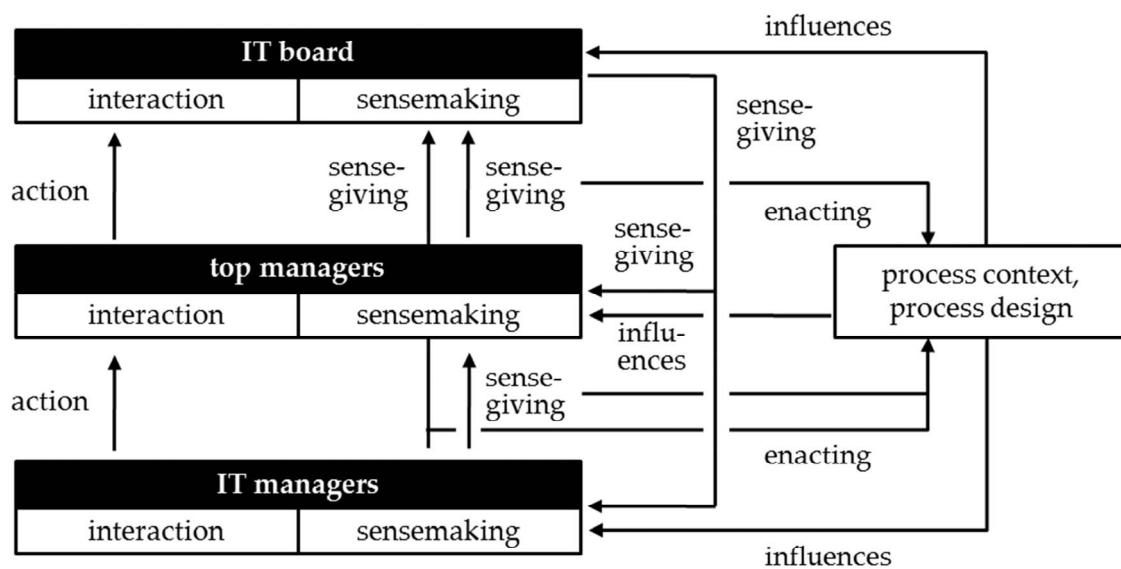 influences
IT board
interaction
sensemaking
sense-
giving
action
sense-
giving
sense-
giving
enacting
sense-
giving
top managers
interaction
sensemaking
process context,
process design
influ-
ences
action
sense-
giving
enacting
IT managers
interaction
sensemaking
influences